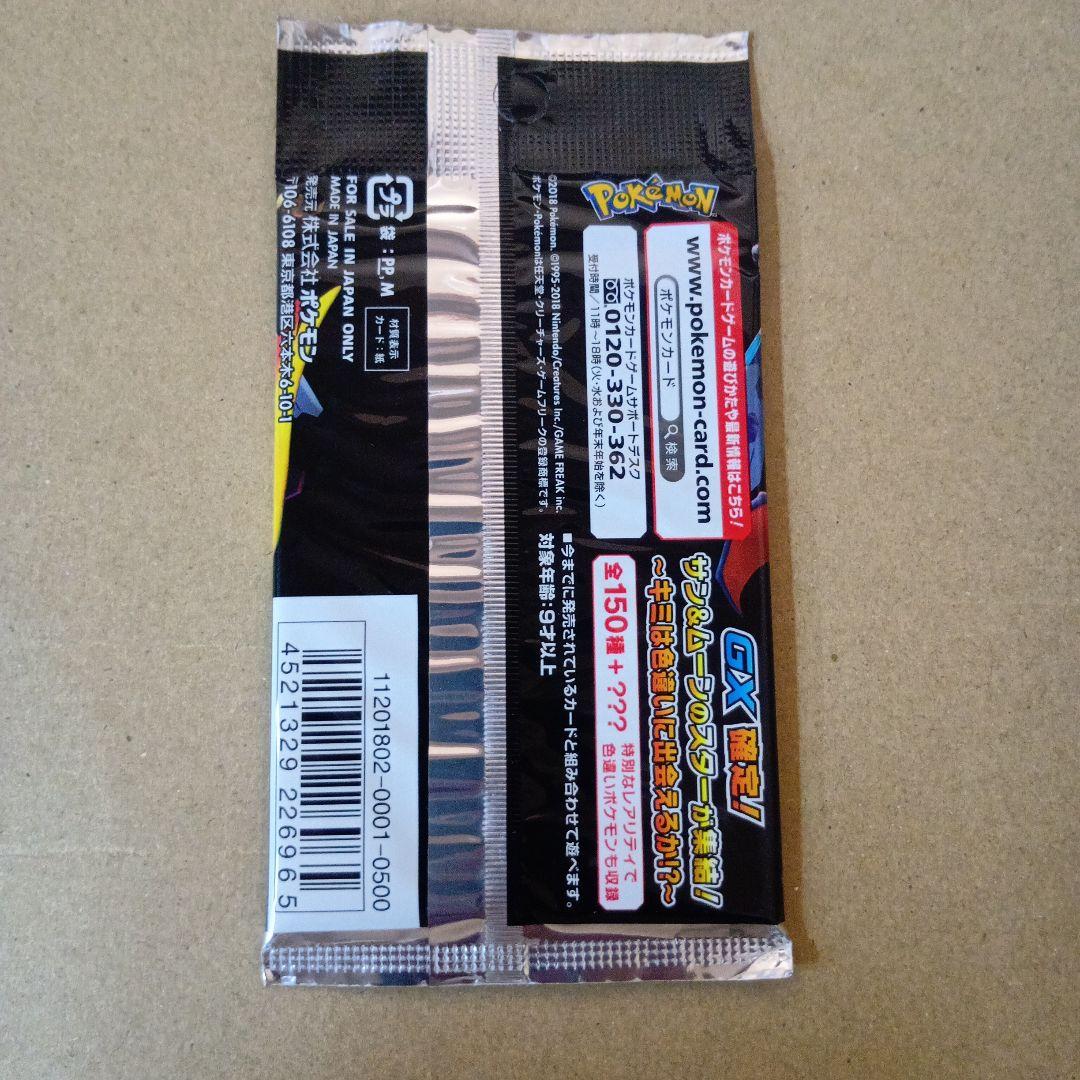 GX確定!
サン&ムーンのスターが集結!
~キミは色違いに出会えるか!?~
全150種+???
特別なレアリティで
色違いポケモンも収録
■今までに発売されているカードと組み合わせて遊べます。
対象年齢:9才以上
Pokémon
ポケモンカードゲームの遊びかたや最新情報はこちら!
www.pokemon-card.com
ポケモンカード
検索
ポケモンカードゲームサポートデスク
0120-330-362
受付時間/11時~18時(火・水および年末年始を除く)
©2018 Pokémon. ©1995-2018 Nintendo/Creatures Inc./GAME FREAK inc.
ポケモン・Pokémonは任天堂・クリーチャーズ・ゲームフリークの登録商標です。
プラ
袋:PP,M
材質表示
カード:紙
FOR SALE IN JAPAN ONLY
MADE IN JAPAN
発売元 株式会社 ポケモン
〒106-6108 東京都港区六本木6-10-1
11201802-0001-0500
4521329 226965